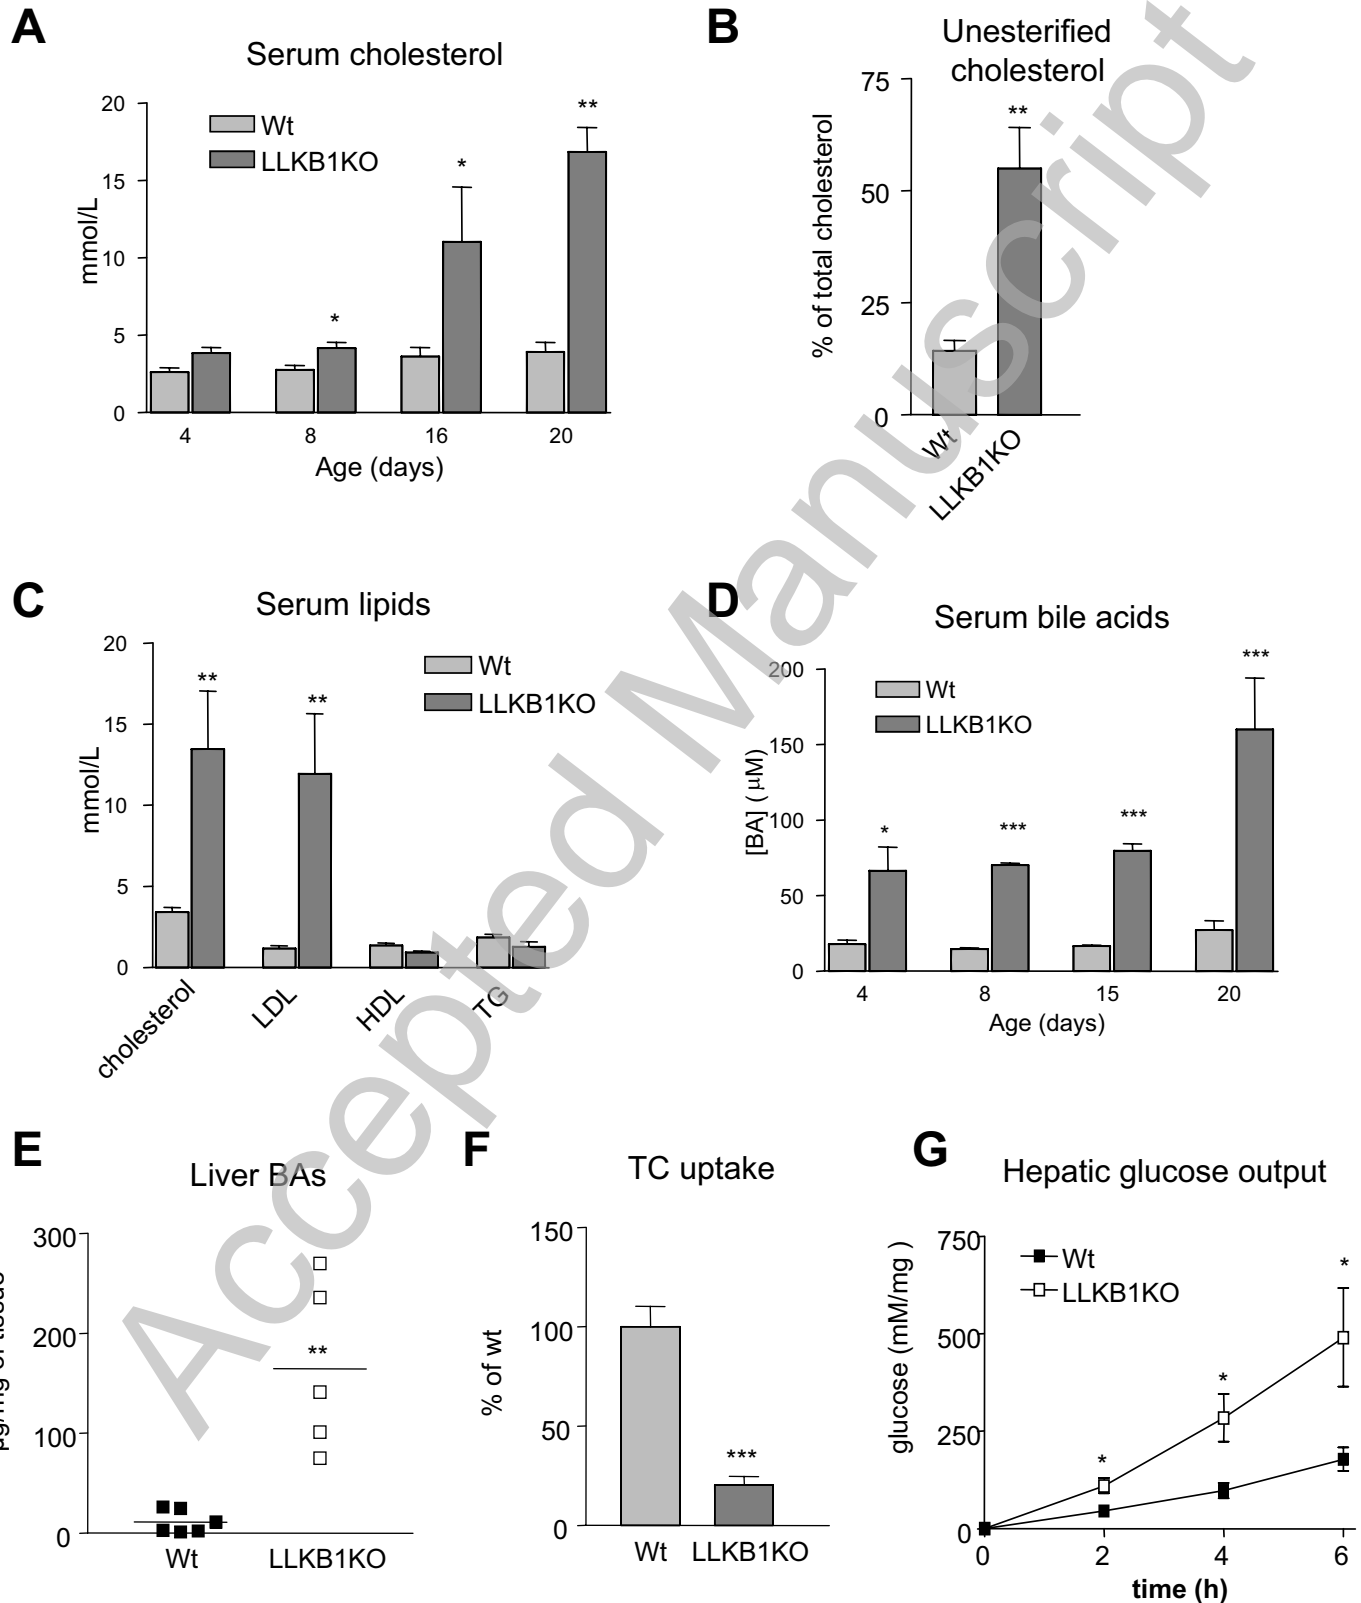 A
Serum cholesterol
20
15
10
5
0
mmol/L
Wt
LLKB1KO
*
*
**
4
8
16
20
Age (days)
B
Unesterified
cholesterol
75
50
25
0
% of total cholesterol
**
Wt
LLKB1KO
C
Serum lipids
20
15
10
5
0
mmol/L
Wt
LLKB1KO
**
**
cholesterol
LDL
HDL
TG
D
Serum bile acids
200
150
100
50
0
[BA] ( µM)
Wt
LLKB1KO
*
***
***
***
4
8
15
20
Age (days)
E
Liver BAs
300
200
100
0
µg/mg of tissue
**
Wt
LLKB1KO
F
TC uptake
150
100
50
0
% of wt
***
Wt
LLKB1KO
G
Hepatic glucose output
750
500
250
0
glucose (mM/mg )
Wt
LLKB1KO
*
*
*
0
2
4
6
time (h)
Accepted Manuscript